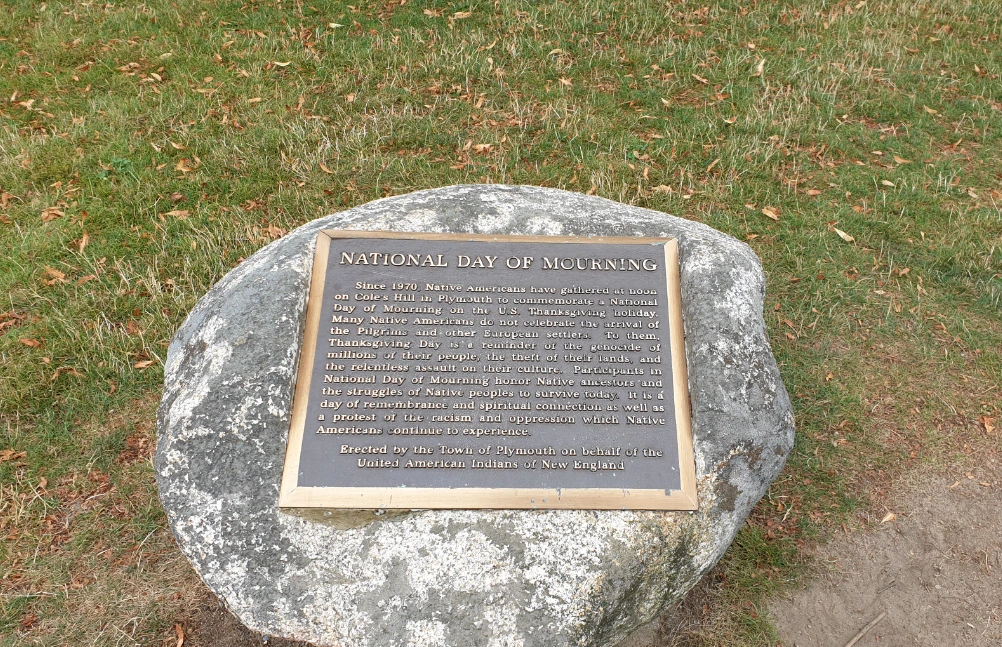 NATIONAL DAY OF MOURNING
Since 1970, Native Americans have gathered at noon
on Cole's Hill in Plymouth to commemorate a National
Day of Mourning on the U.S. Thanksgiving holiday.
Many Native Americans do not celebrate the arrival of
the Pilgrims and other European settlers. To them,
Thanksgiving Day is a reminder of the genocide of
millions of their people, the theft of their lands, and
the relentless assault on their culture. Participants in
National Day of Mourning honor Native ancestors and
the struggles of Native peoples to survive today. It is a
day of remembrance and spiritual connection as well as
a protest of the racism and oppression which Native
Americans continue to experience.
Erected by the Town of Plymouth on behalf of the
United American Indians of New England